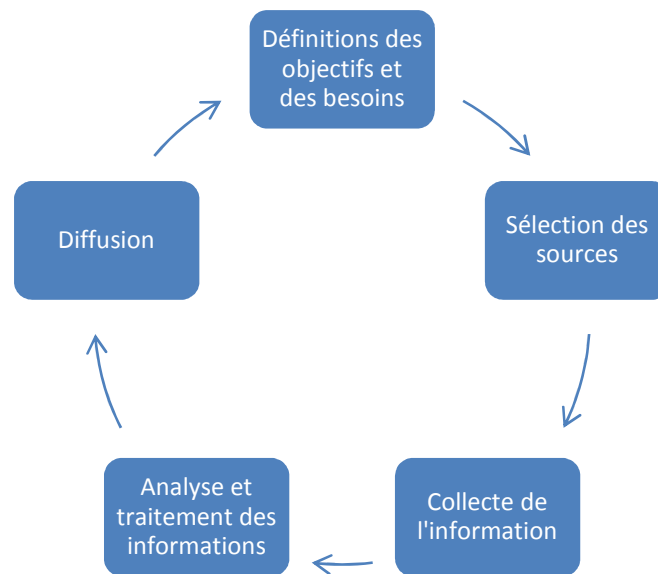 Définitions des
objectifs et
des besoins
Sélection des
sources
Collecte de
l'information
Analyse et
traitement des
informations
Diffusion